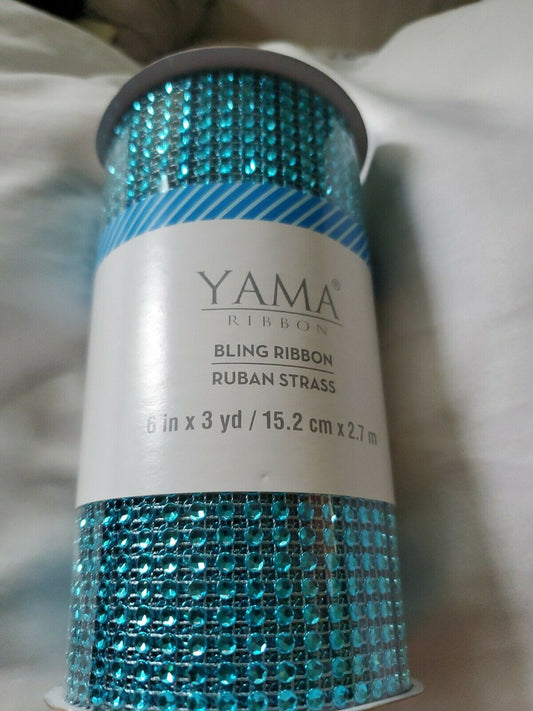 YAMA®
RIBBON
BLING RIBBON
RUBAN STRASS
6 in x 3 yd / 15.2 cm x 2.7 m